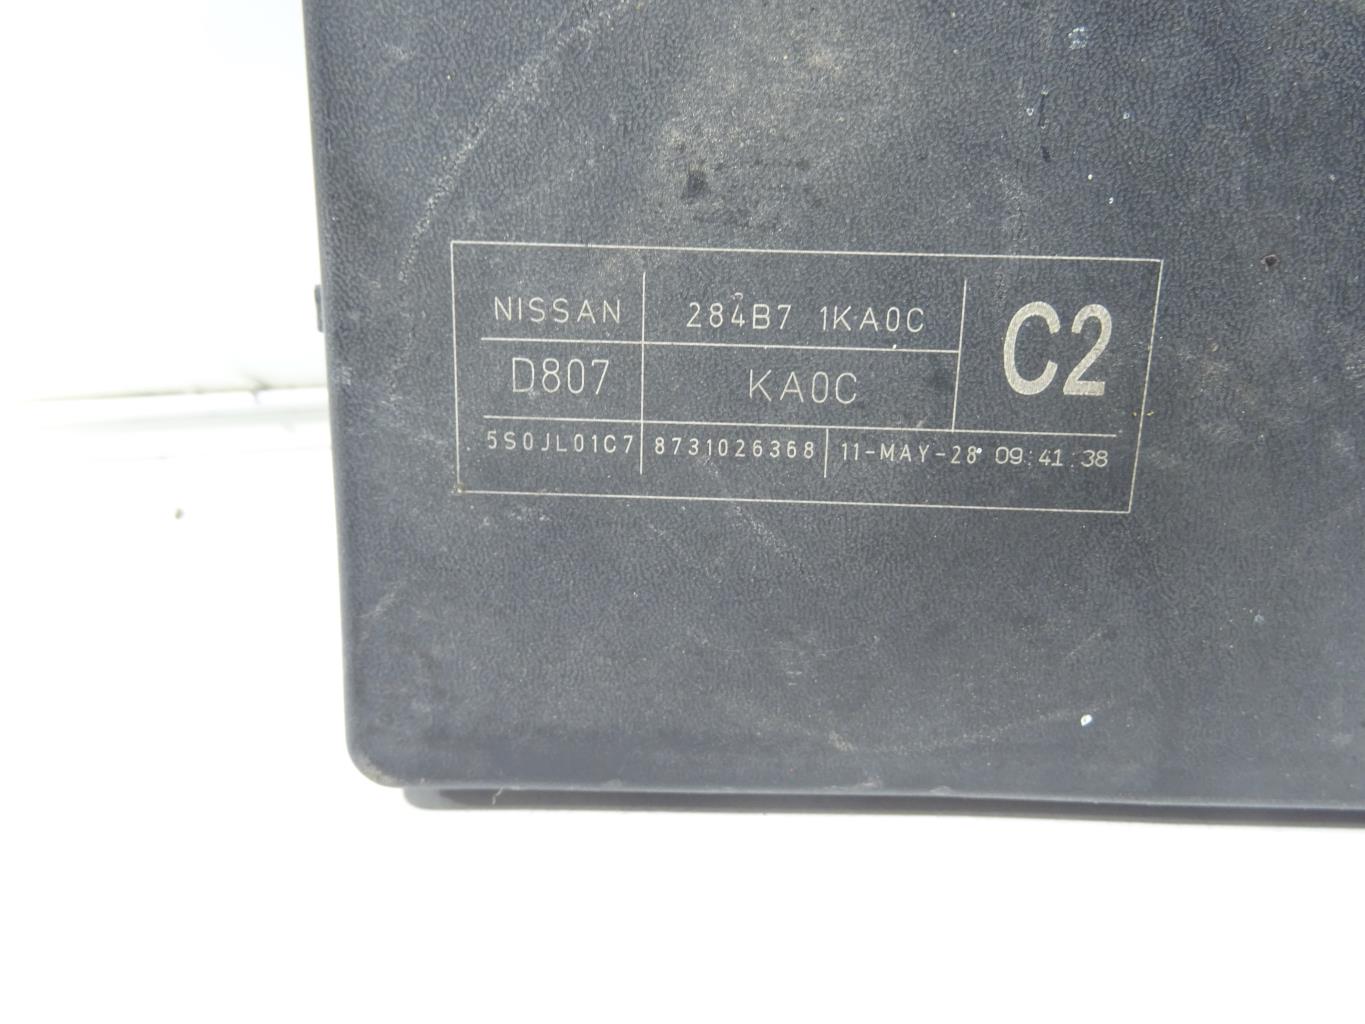 NISSAN 284B7 1KA0C C2
D807 KA0C
5S0JL01C7 8731026368 11-MAY-28 09:41:38